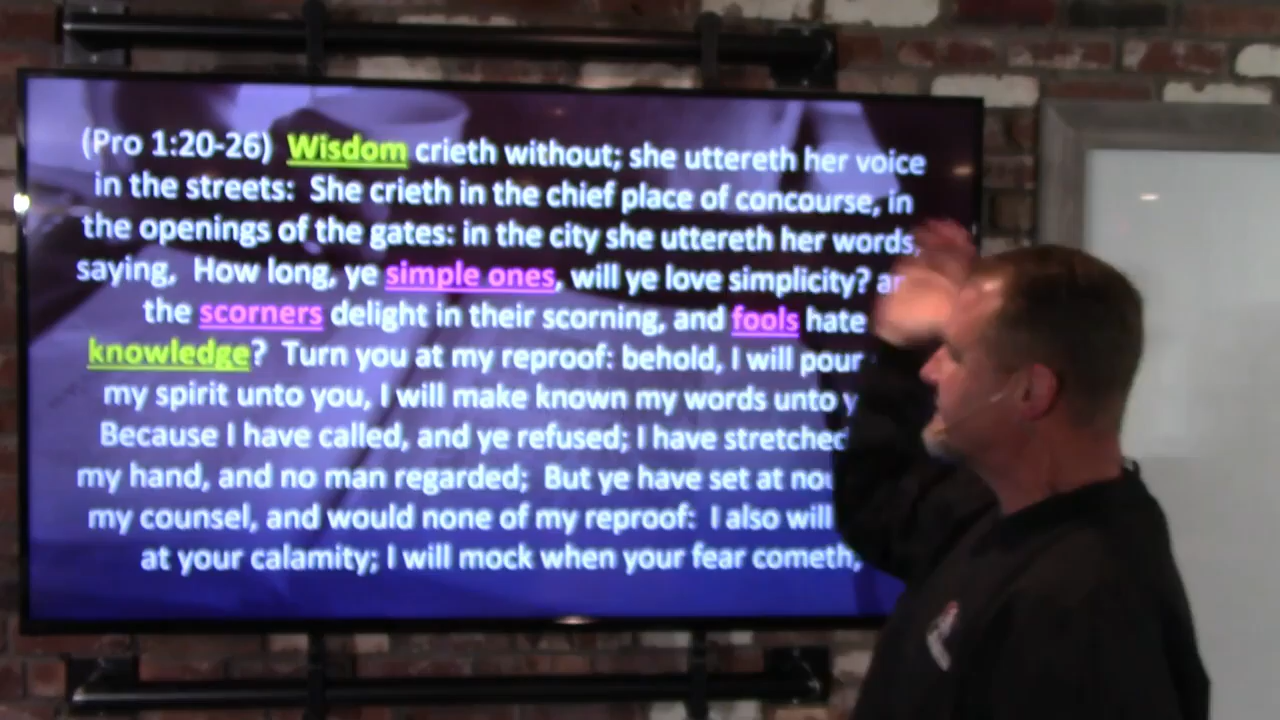 (Pro 1:20-26) Wisdom crieth without; she uttereth her voice
in the streets: She crieth in the chief place of concourse, in
the openings of the gates: in the city she uttereth her words,
saying, How long, ye simple ones, will ye love simplicity?
the scorners delight in their scorning, and fools hate
knowledge? Turn you at my reproof: behold, I will pour
my spirit unto you, I will make known my words unto
Because I have called, and ye refused; I have stretched
my hand, and no man regarded; But ye have set at
my counsel, and would none of my reproof: I also will
at your calamity; I will mock when your fear cometh;